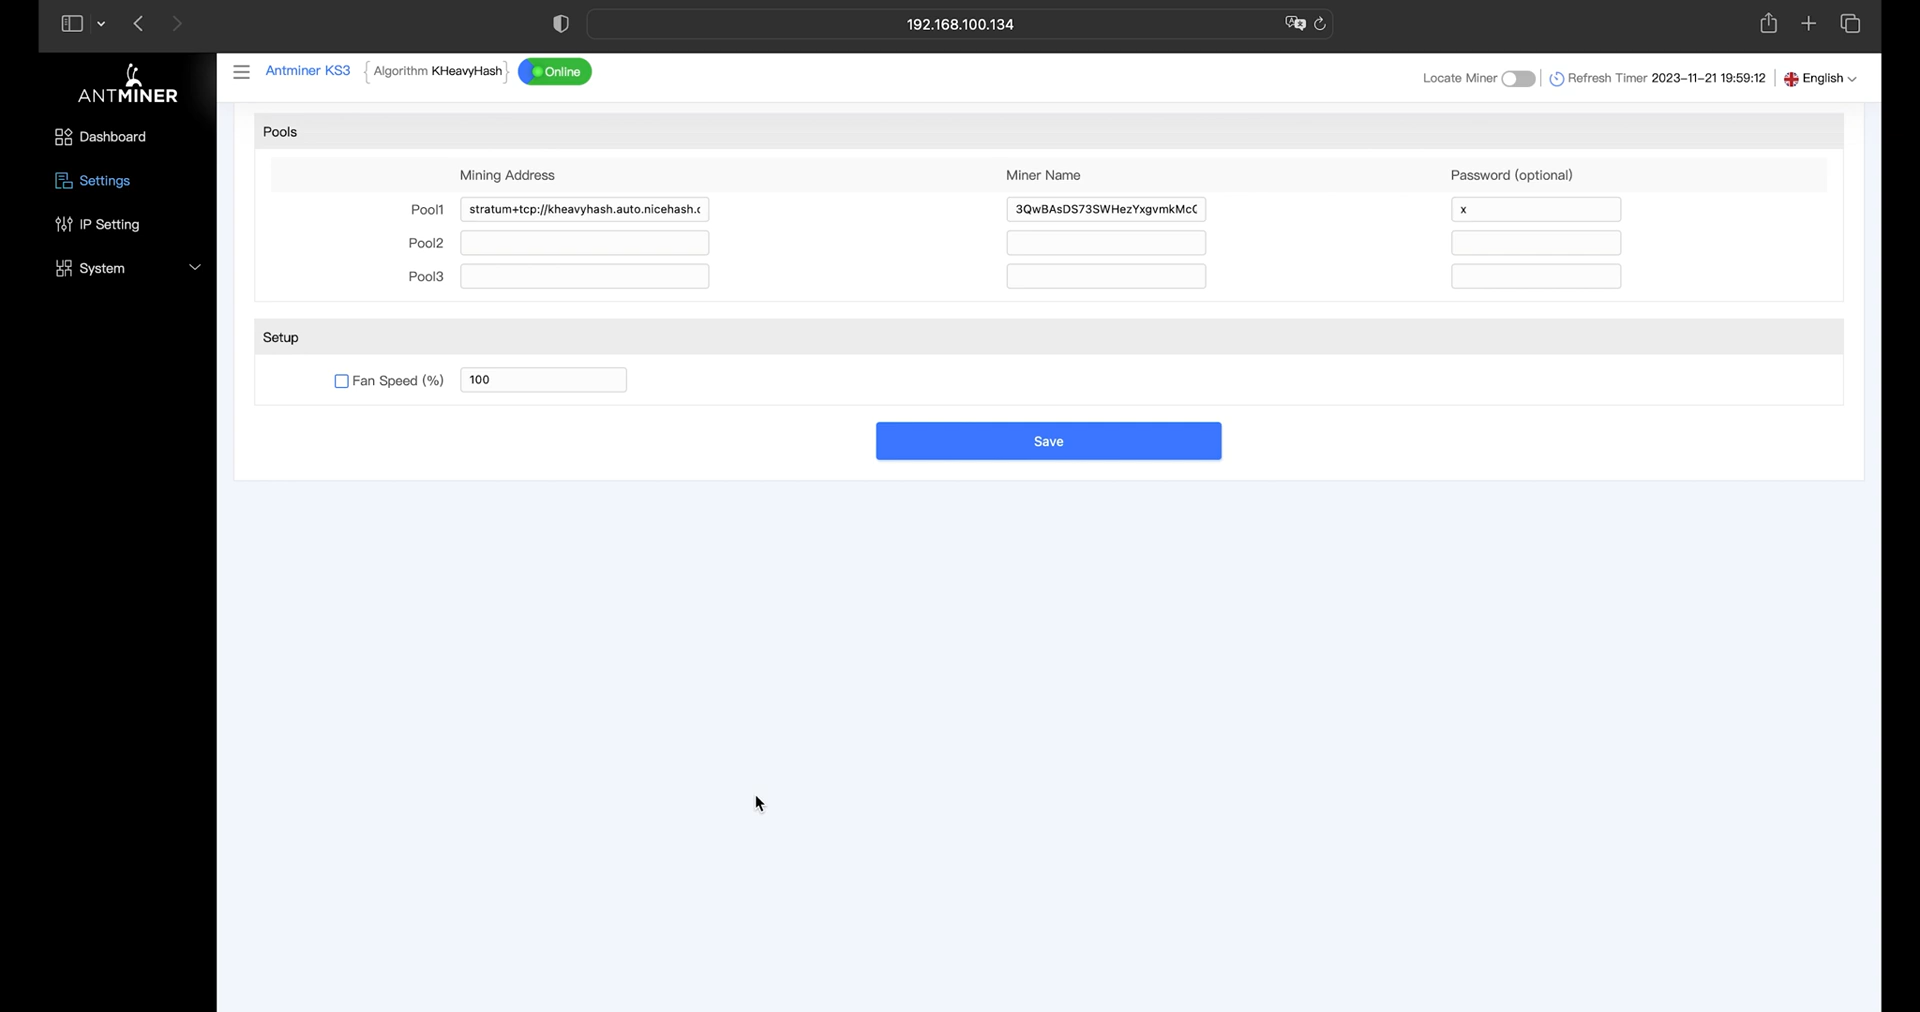 192.168.100.134
ANTMINER
Antminer KS3 {Algorithm KHeavyHash} Online
Locate Miner Refresh Timer 2023-11-21 19:59:12 English
Dashboard
Settings
IP Setting
System
Pools
Mining Address Miner Name Password (optional)
Pool1 stratum+tcp://kheavyhash.auto.nicehash.c 3QwBAsDS73SWHezYxgvmkMcC x
Pool2
Pool3
Setup
Fan Speed (%) 100
Save